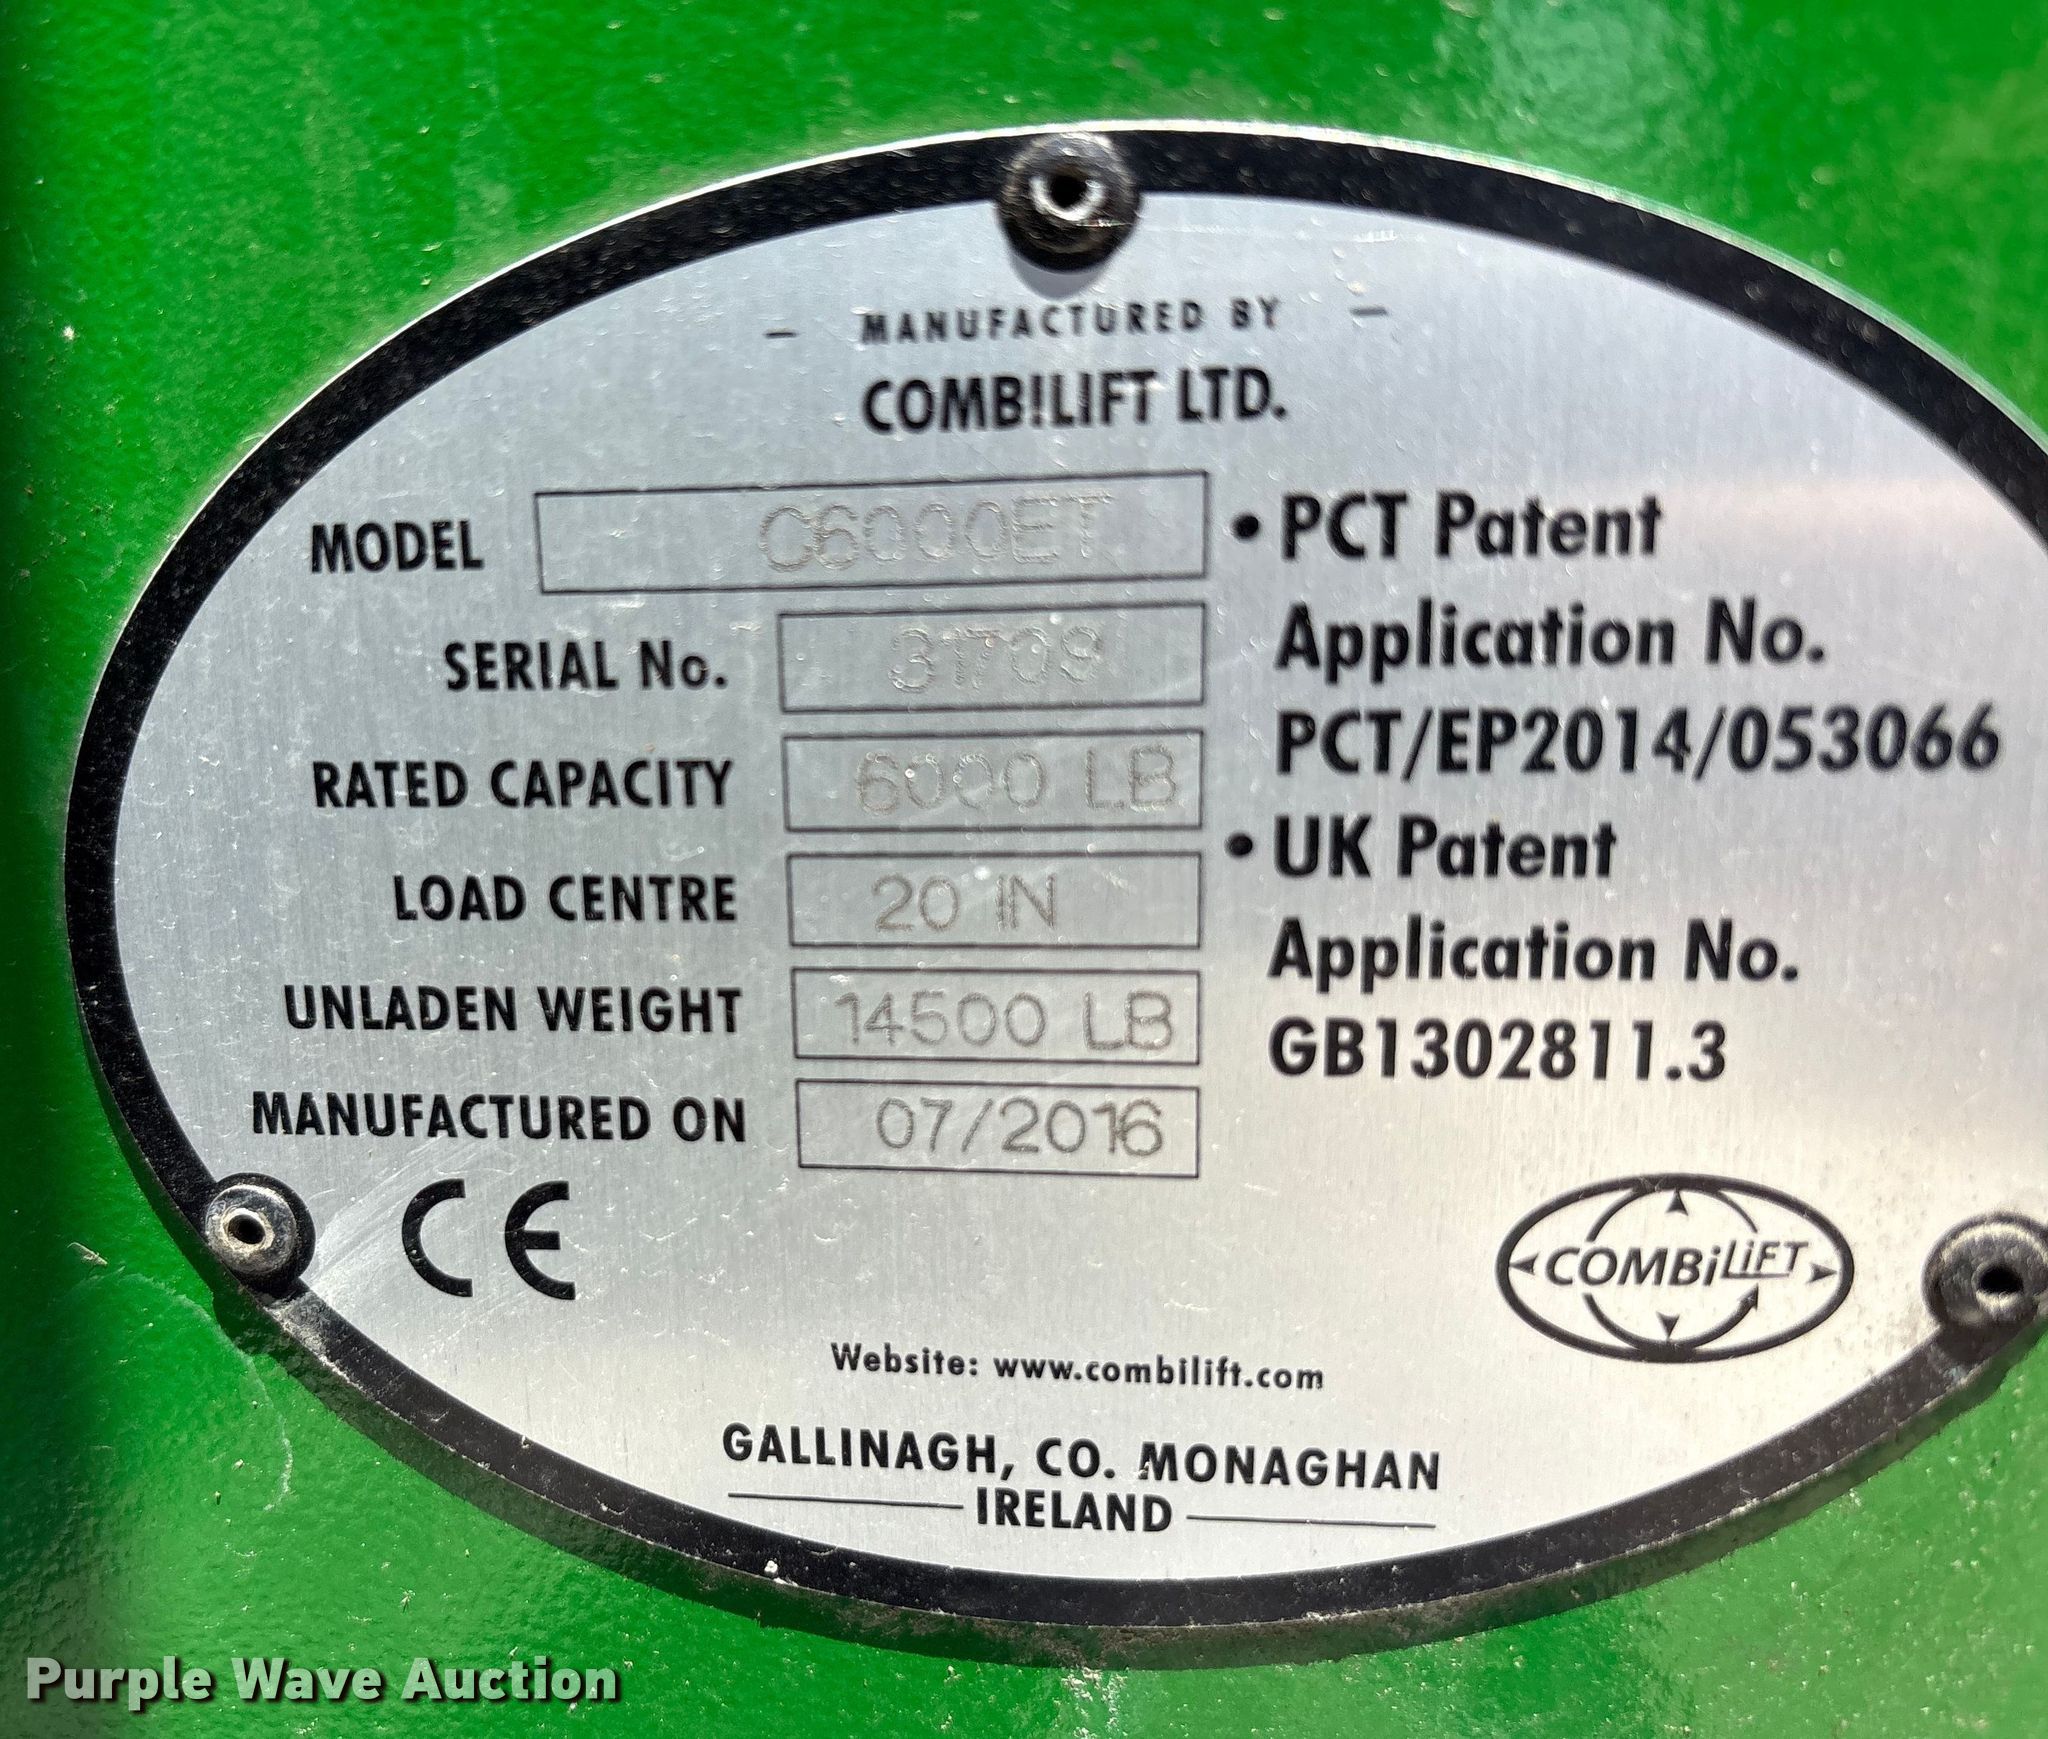 – MANUFACTURED BY –
COMBILIFT LTD.
MODEL C6000ET
SERIAL No. 31709
RATED CAPACITY 6000 LB
LOAD CENTRE 20 IN
UNLADEN WEIGHT 14500 LB
MANUFACTURED ON 07/2016
• PCT Patent
Application No.
PCT/EP2014/053066
• UK Patent
Application No.
GB1302811.3
CE
COMBiLiFT
Website: www.combilift.com
GALLINAGH, CO. MONAGHAN
IRELAND
Purple Wave Auction